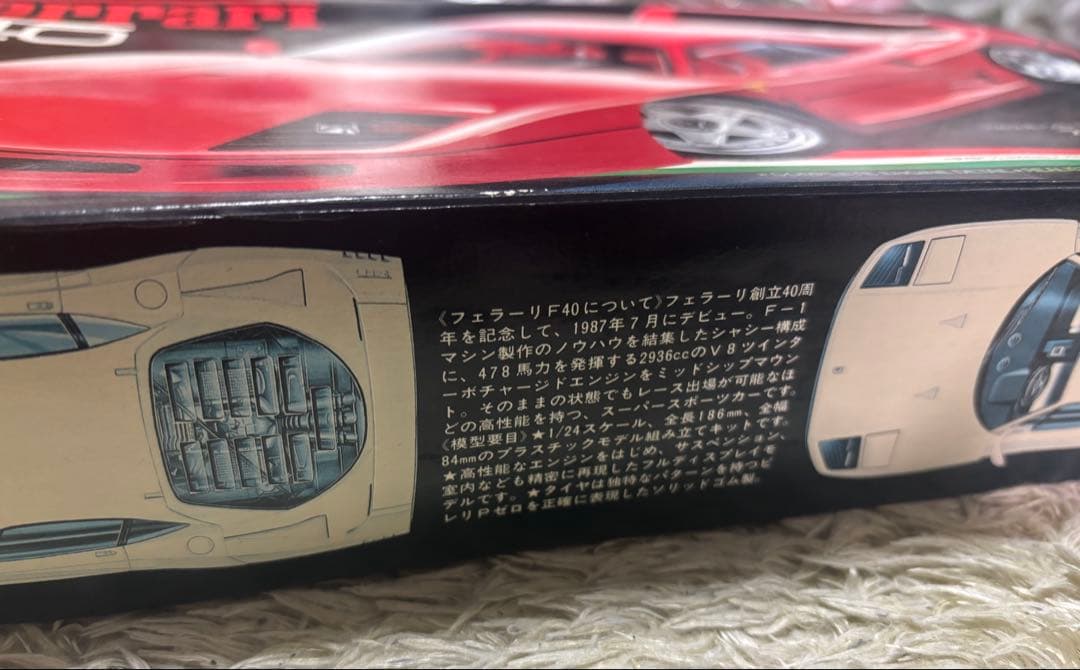 Ferrari
《フェラーリF40について》フェラーリ創立40周
年を記念して、1987年7月にデビュー。F-1
マシン製作のノウハウを結集したシャシー構成
に、478馬力を発揮する2936ccのV8ツインタ
ーボチャージドエンジンをミッドシップマウン
ト。そのままの状態でもレース出場が可能なほ
どの高性能を持つ、スーパースポーツカーです。
《模型要目》★1/24スケール、全長186mm、全幅
84mmのプラスチックモデル組み立てキットです。
★高性能なエンジンをはじめ、サスペンション、
室内なども精密に再現したフルディスプレイモ
デルです。★タイヤは独特なパターンを持つピ
レリPゼロを正確に表現したソリッドゴム製。